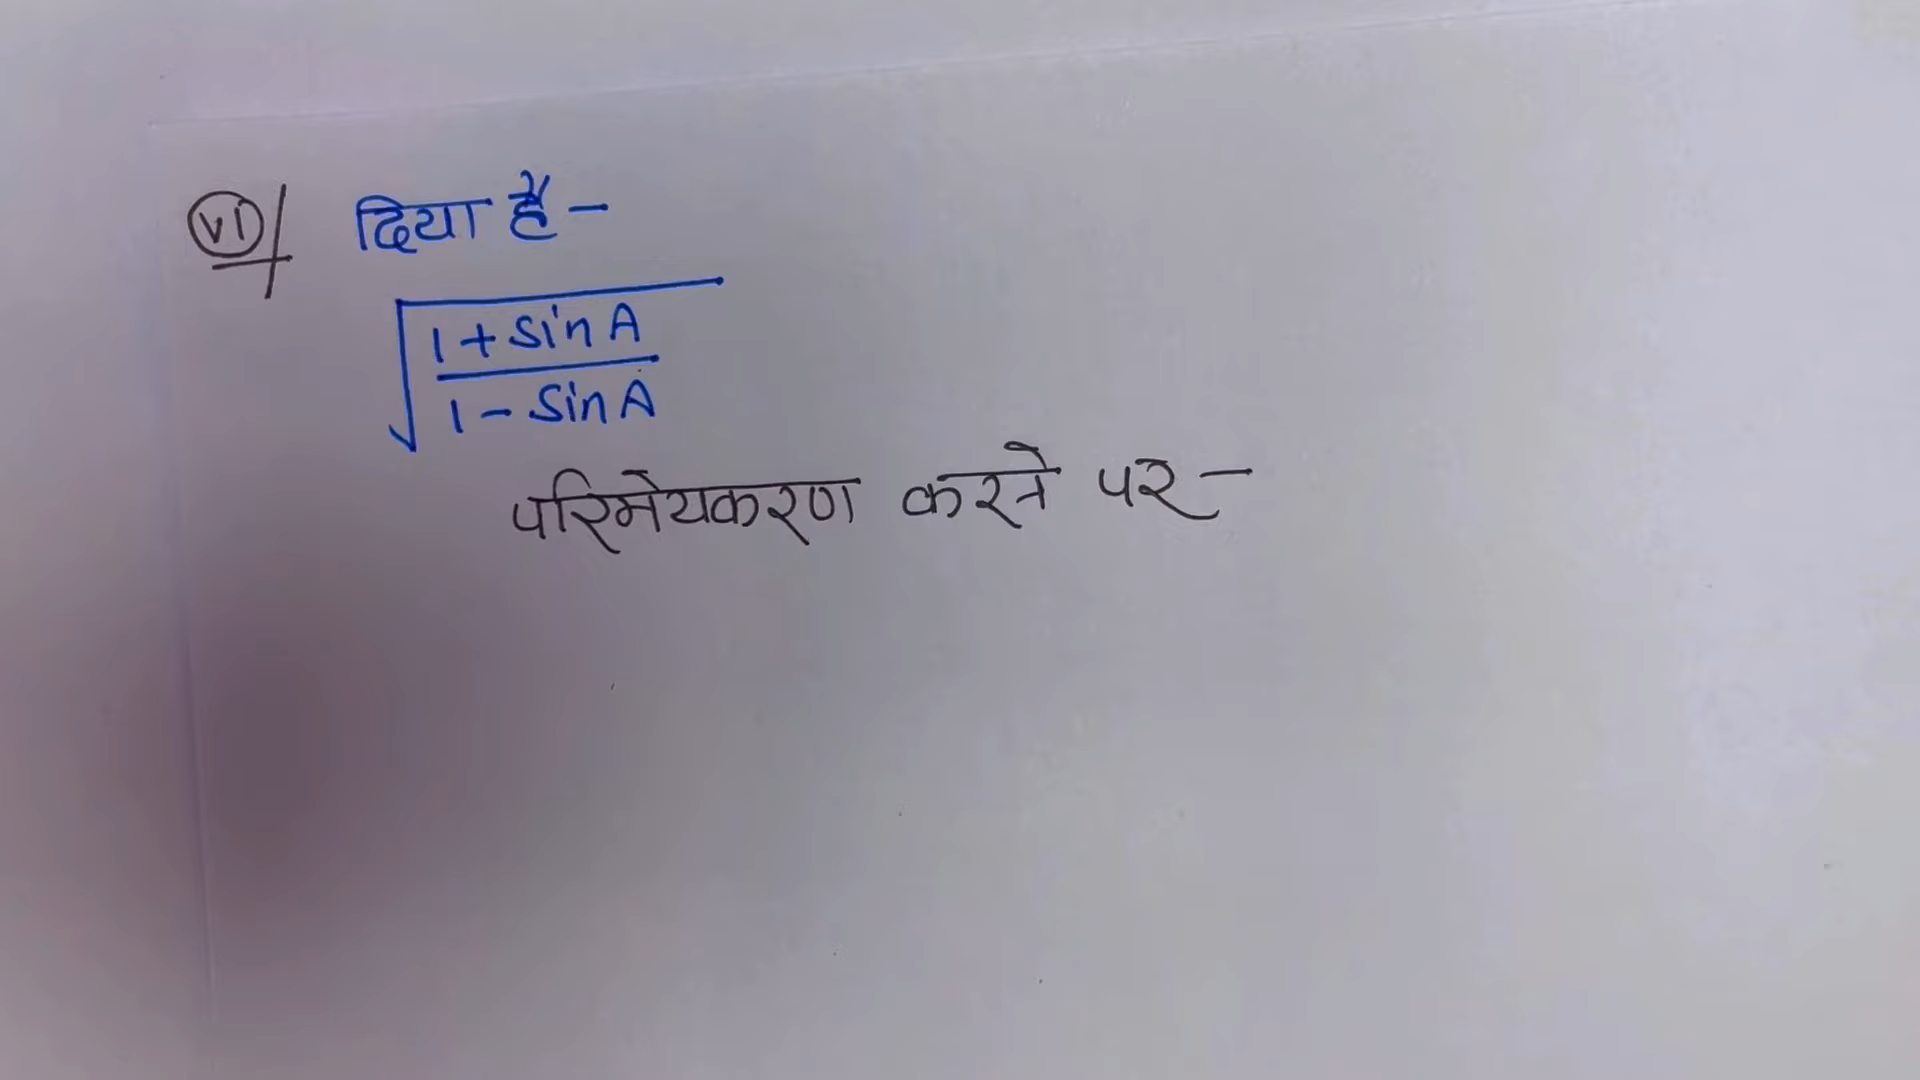 (vi)/ दिया है -
√(1+sinA / 1-sinA)
परिमेयकरण करने पर -